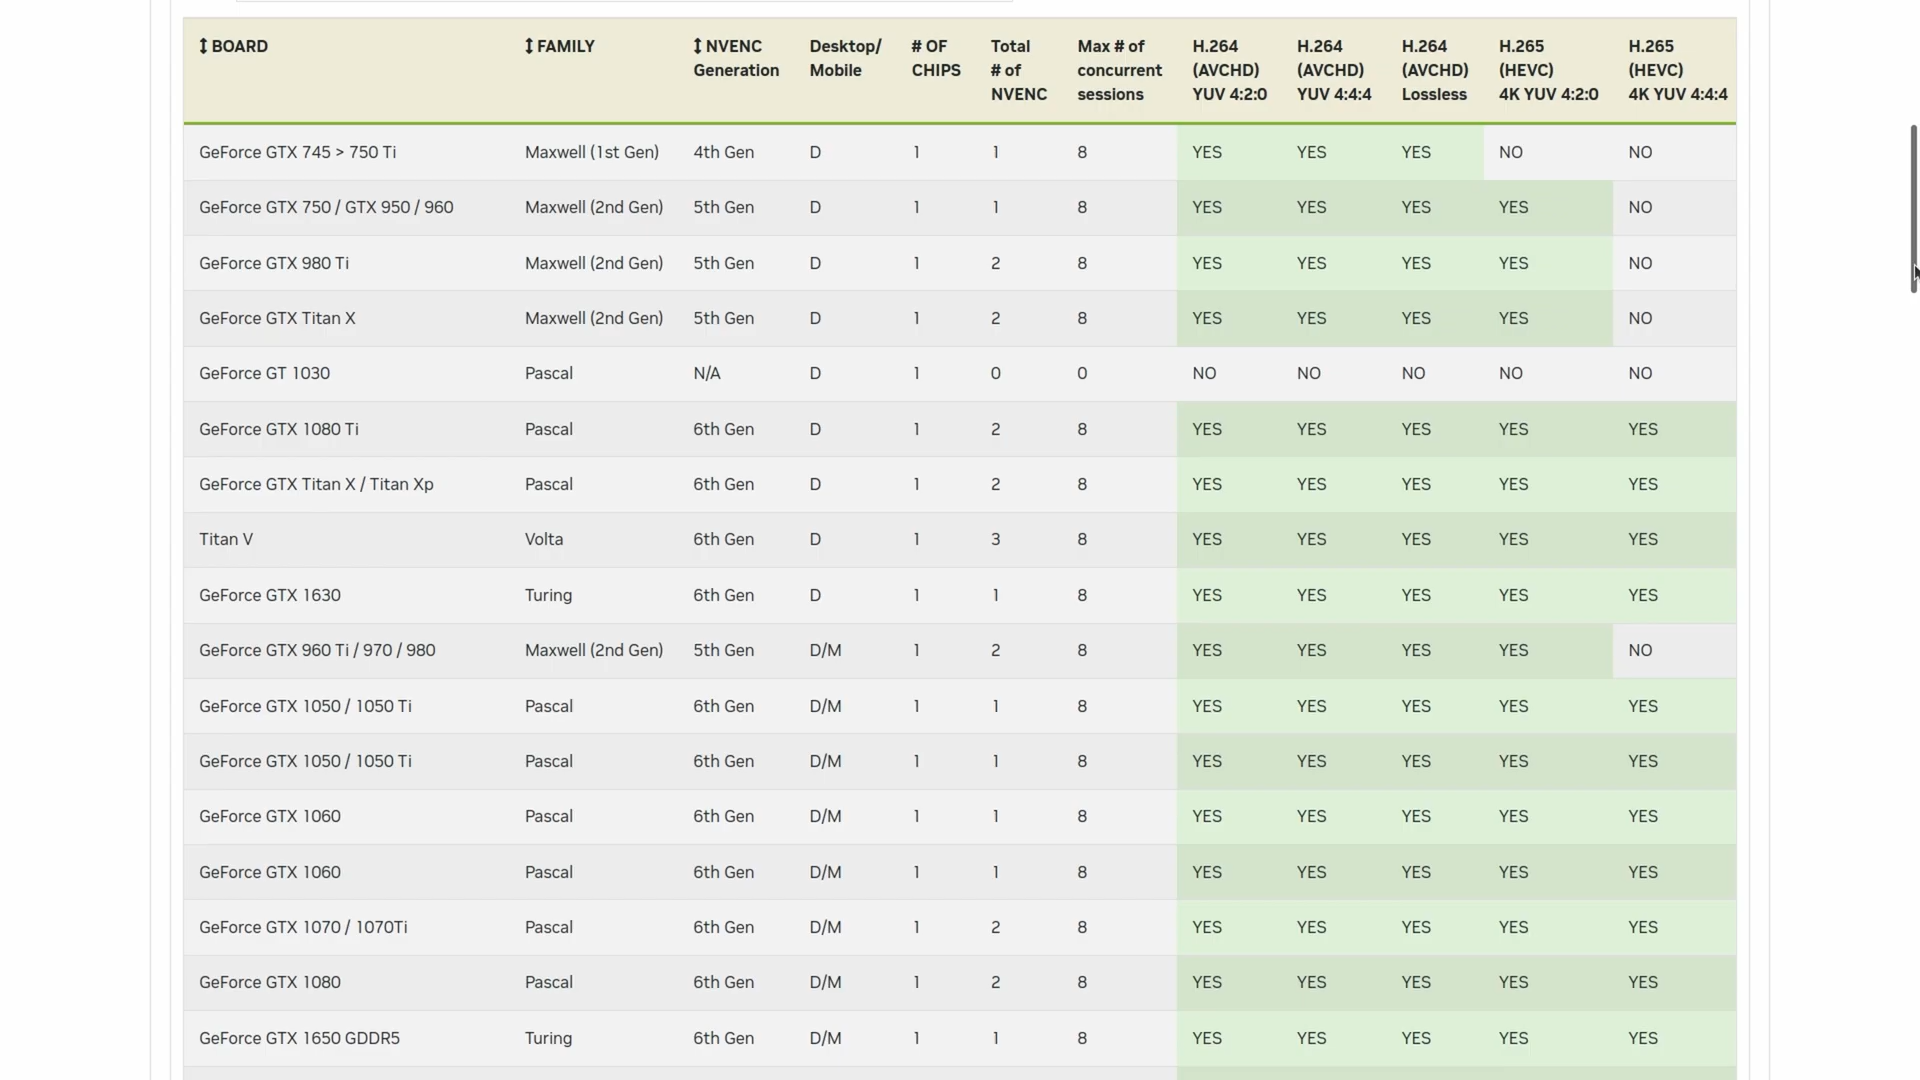 ↕ BOARD ↕ FAMILY ↕ NVENC Generation Desktop/ Mobile # OF CHIPS Total # of NVENC Max # of concurrent sessions H.264 (AVCHD) YUV 4:2:0 H.264 (AVCHD) YUV 4:4:4 H.264 (AVCHD) Lossless H.265 (HEVC) 4K YUV 4:2:0 H.265 (HEVC) 4K YUV 4:4:4
GeForce GTX 745 > 750 Ti Maxwell (1st Gen) 4th Gen D 1 1 8 YES YES YES NO NO
GeForce GTX 750 / GTX 950 / 960 Maxwell (2nd Gen) 5th Gen D 1 1 8 YES YES YES YES NO
GeForce GTX 980 Ti Maxwell (2nd Gen) 5th Gen D 1 2 8 YES YES YES YES NO
GeForce GTX Titan X Maxwell (2nd Gen) 5th Gen D 1 2 8 YES YES YES YES NO
GeForce GT 1030 Pascal N/A D 1 0 0 NO NO NO NO NO
GeForce GTX 1080 Ti Pascal 6th Gen D 1 2 8 YES YES YES YES YES
GeForce GTX Titan X / Titan Xp Pascal 6th Gen D 1 2 8 YES YES YES YES YES
Titan V Volta 6th Gen D 1 3 8 YES YES YES YES YES
GeForce GTX 1630 Turing 6th Gen D 1 1 8 YES YES YES YES YES
GeForce GTX 960 Ti / 970 / 980 Maxwell (2nd Gen) 5th Gen D/M 1 2 8 YES YES YES YES NO
GeForce GTX 1050 / 1050 Ti Pascal 6th Gen D/M 1 1 8 YES YES YES YES YES
GeForce GTX 1050 / 1050 Ti Pascal 6th Gen D/M 1 1 8 YES YES YES YES YES
GeForce GTX 1060 Pascal 6th Gen D/M 1 1 8 YES YES YES YES YES
GeForce GTX 1060 Pascal 6th Gen D/M 1 1 8 YES YES YES YES YES
GeForce GTX 1070 / 1070Ti Pascal 6th Gen D/M 1 2 8 YES YES YES YES YES
GeForce GTX 1080 Pascal 6th Gen D/M 1 2 8 YES YES YES YES YES
GeForce GTX 1650 GDDR5 Turing 6th Gen D/M 1 1 8 YES YES YES YES YES